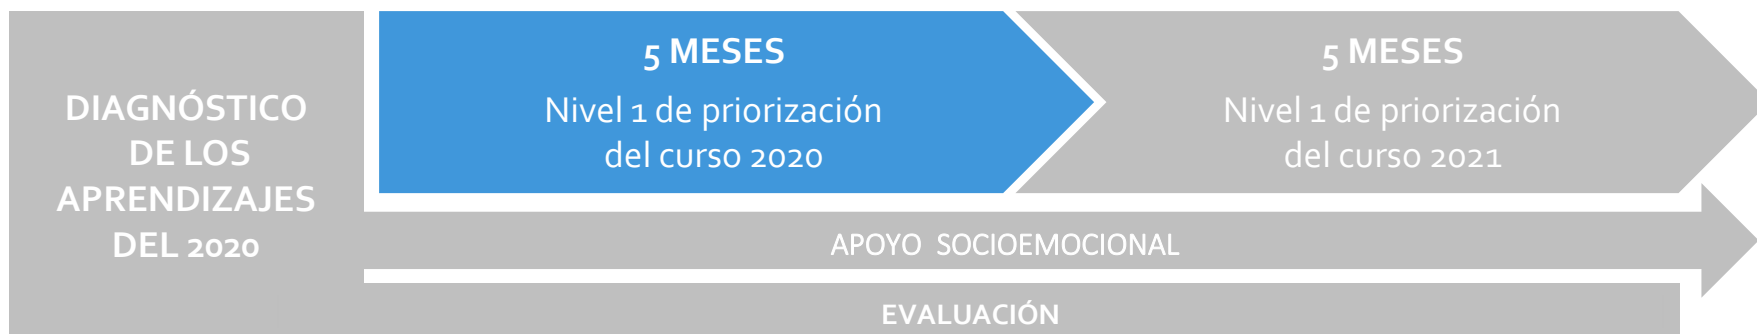 DIAGNÓSTICO
DE LOS
APRENDIZAJES
DEL 2020
5 MESES
Nivel 1 de priorización
del curso 2020
5 MESES
Nivel 1 de priorización
del curso 2021
APOYO SOCIOEMOCIONAL
EVALUACIÓN